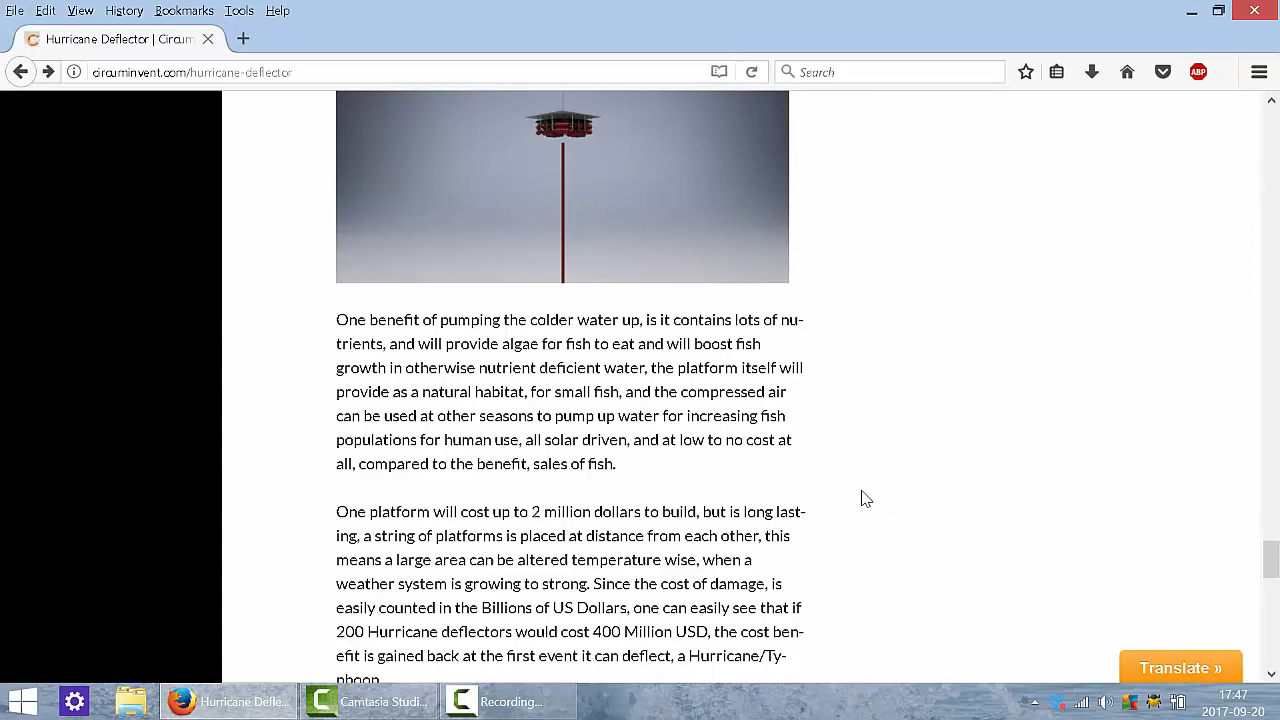 File Edit View History Bookmarks Tools Help
Hurricane Deflector | Circum
circuminvent.com/hurricane-deflector
Search
ABP
One benefit of pumping the colder water up, is it contains lots of nu-
trients, and will provide algae for fish to eat and will boost fish
growth in otherwise nutrient deficient water, the platform itself will
provide as a natural habitat, for small fish, and the compressed air
can be used at other seasons to pump up water for increasing fish
populations for human use, all solar driven, and at low to no cost at
all, compared to the benefit, sales of fish.
One platform will cost up to 2 million dollars to build, but is long last-
ing, a string of platforms is placed at distance from each other, this
means a large area can be altered temperature wise, when a
weather system is growing to strong. Since the cost of damage, is
easily counted in the Billions of US Dollars, one can easily see that if
200 Hurricane deflectors would cost 400 Million USD, the cost ben-
efit is gained back at the first event it can deflect, a Hurricane/Ty-
phoon.
Translate »
Hurricane Defle...
Camtasia Studi...
Recording...
17:47
2017-09-20